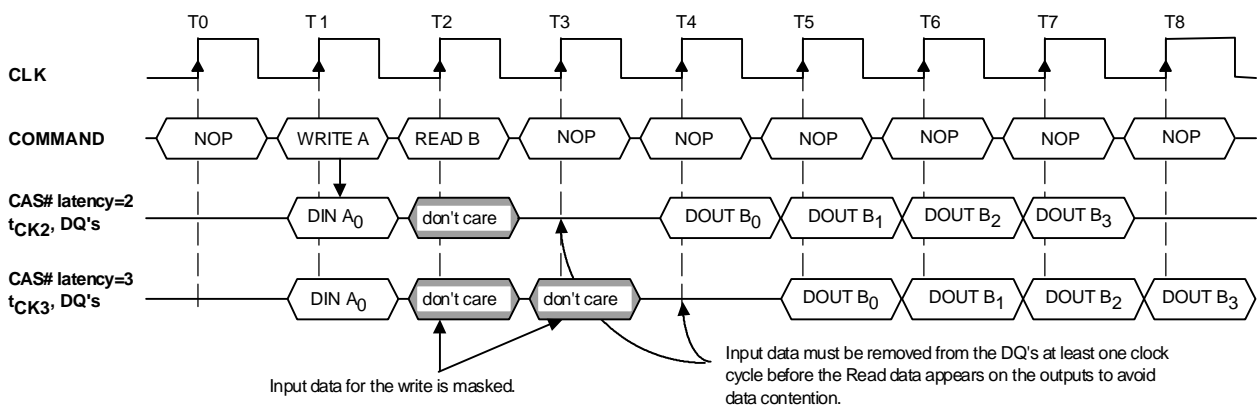 T0 T1 T2 T3 T4 T5 T6 T7 T8
CLK
COMMAND NOP WRITE A READ B NOP NOP NOP NOP NOP NOP
CAS# latency=2
tCK2, DQ's DIN A0 don't care DOUT B0 DOUT B1 DOUT B2 DOUT B3
CAS# latency=3
tCK3, DQ's DIN A0 don't care don't care DOUT B0 DOUT B1 DOUT B2 DOUT B3
Input data for the write is masked.
Input data must be removed from the DQ's at least one clock
cycle before the Read data appears on the outputs to avoid
data contention.